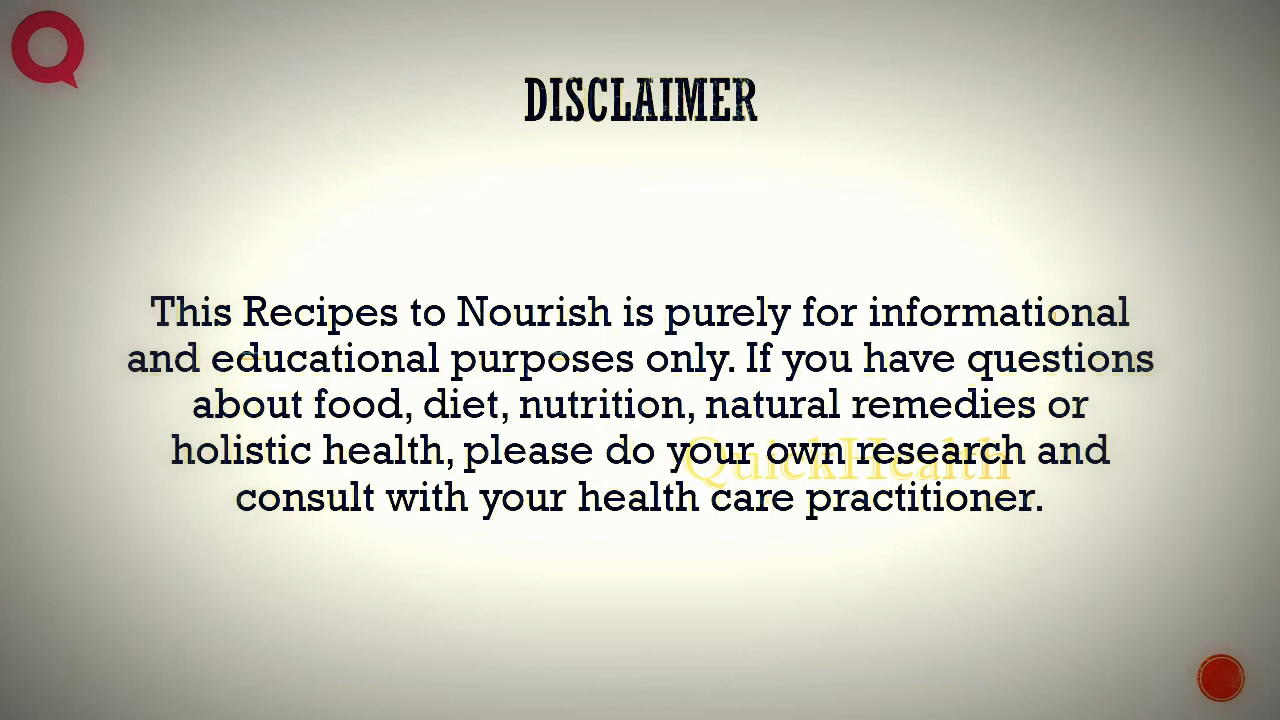 DISCLAIMER
This Recipes to Nourish is purely for informational
and educational purposes only. If you have questions
about food, diet, nutrition, natural remedies or
holistic health, please do your own research and
consult with your health care practitioner.
QuickHealth